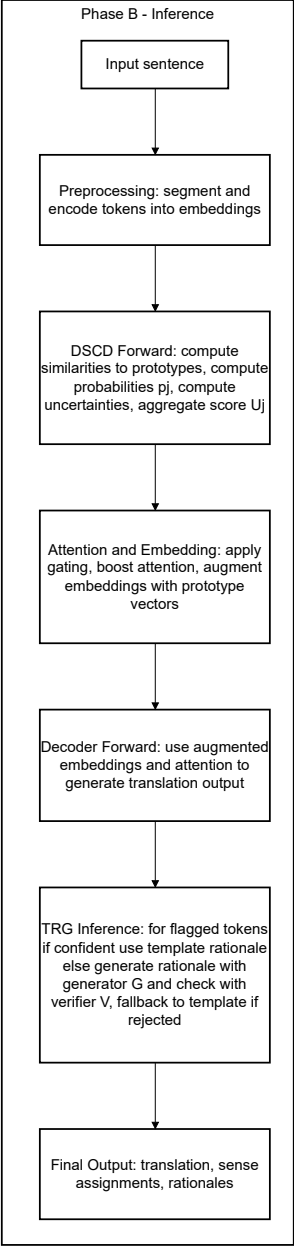 Phase B - Inference
Input sentence
Preprocessing: segment and
encode tokens into embeddings
DSCD Forward: compute
similarities to prototypes, compute
probabilities pj, compute
uncertainties, aggregate score Uj
Attention and Embedding: apply
gating, boost attention, augment
embeddings with prototype
vectors
Decoder Forward: use augmented
embeddings and attention to
generate translation output
TRG Inference: for flagged tokens
if confident use template rationale
else generate rationale with
generator G and check with
verifier V, fallback to template if
rejected
Final Output: translation, sense
assignments, rationales